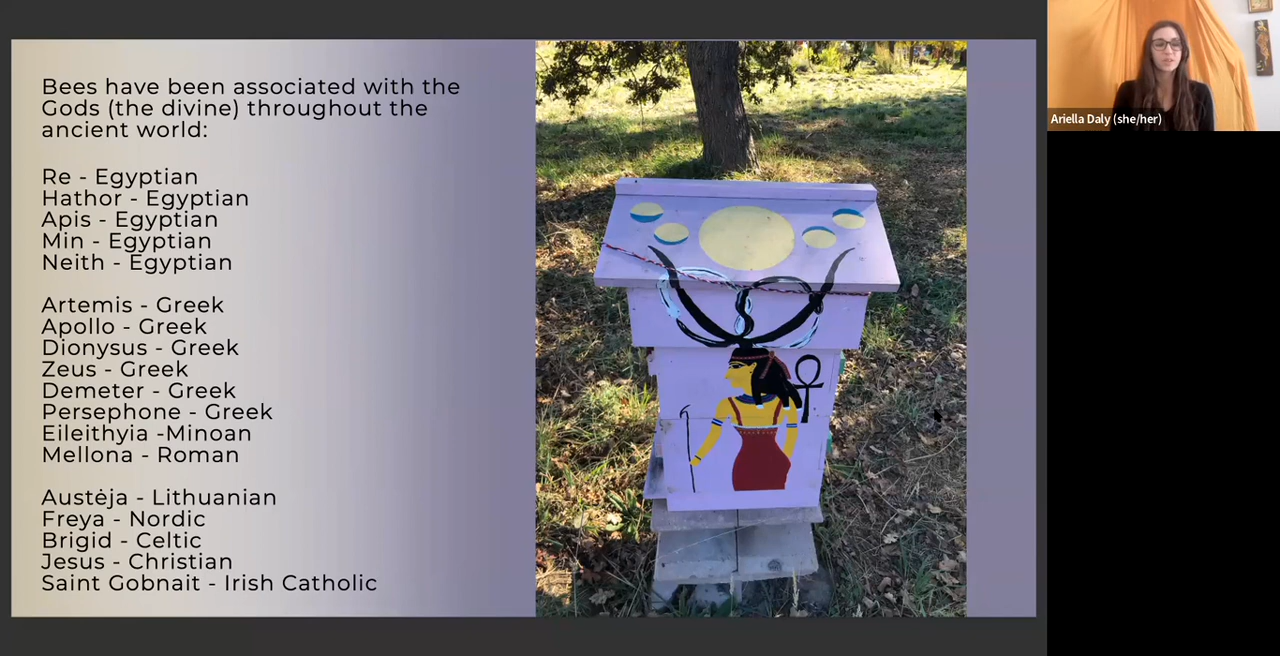 Bees have been associated with the
Gods (the divine) throughout the
ancient world:
Re - Egyptian
Hathor - Egyptian
Apis - Egyptian
Min - Egyptian
Neith - Egyptian
Artemis - Greek
Apollo - Greek
Dionysus - Greek
Zeus - Greek
Demeter - Greek
Persephone - Greek
Eileithyia -Minoan
Mellona - Roman
Austėja - Lithuanian
Freya - Nordic
Brigid - Celtic
Jesus - Christian
Saint Gobnait - Irish Catholic
Ariella Daly (she/her)